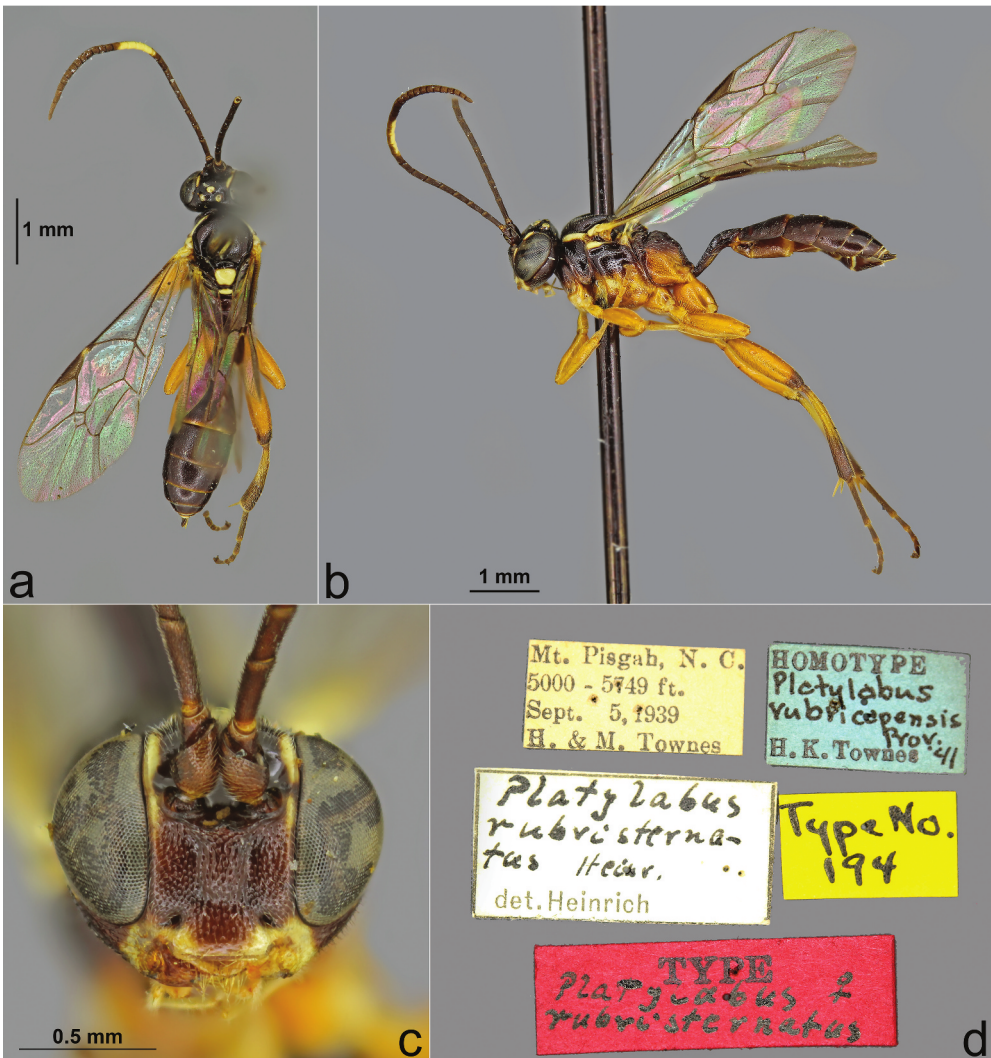 1 mm
a
1 mm
b
0.5 mm
c
Mt. Pisgah, N. C.
5000 - 5749 ft.
Sept. 5, 1939
H. & M. Townes
HOMOTYPE
Platylabus
rubricapensis
Prov.
H.K. Townes '41
Platylabus
rubristerna-
tus Heinr.
det. Heinrich
Type No.
194
TYPE
Platylabus ♀
rubristernatus
d